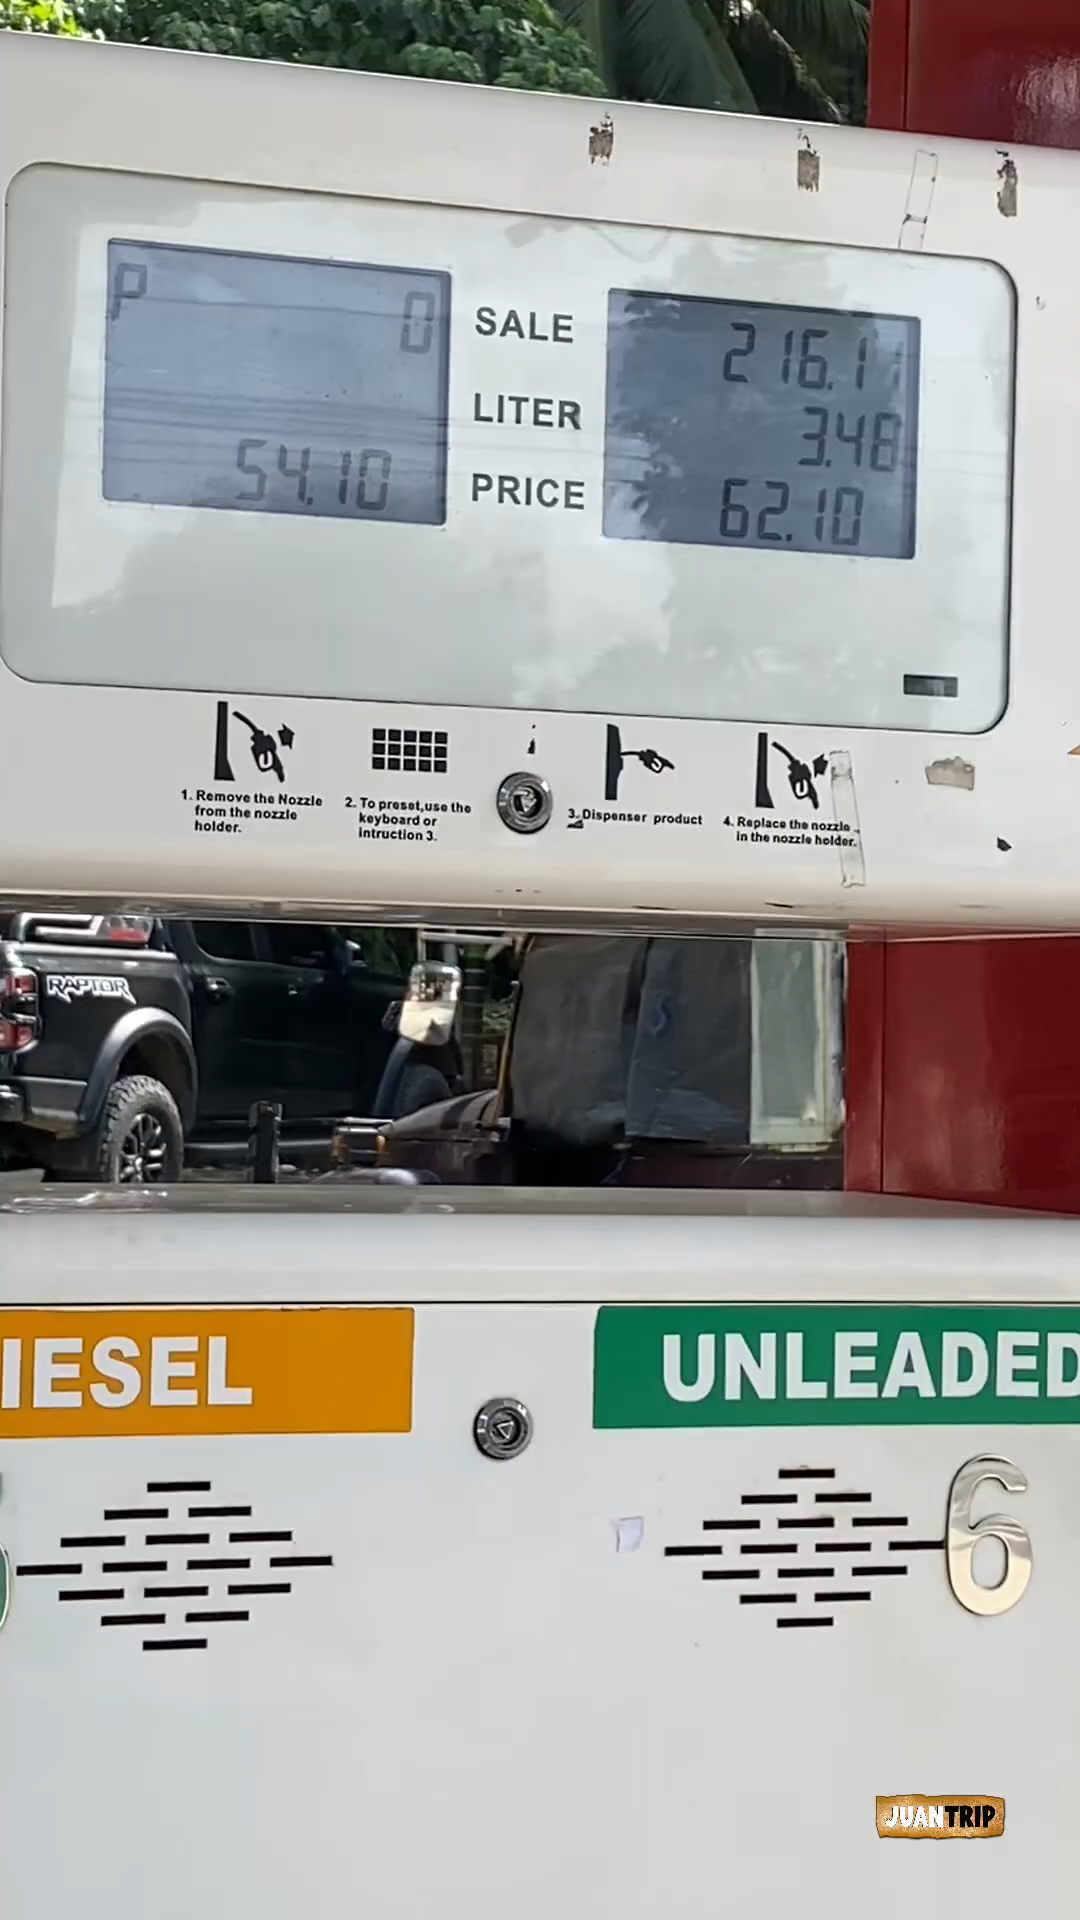 P
0
54.10
SALE
LITER
PRICE
216.11
3.48
62.10
1. Remove the Nozzle
from the nozzle
holder.
2. To preset,use the
keyboard or
intruction 3.
3. Dispenser product
4. Replace the nozzle
in the nozzle holder.
RAPTOR
IESEL
UNLEADED
6
JUANTRIP